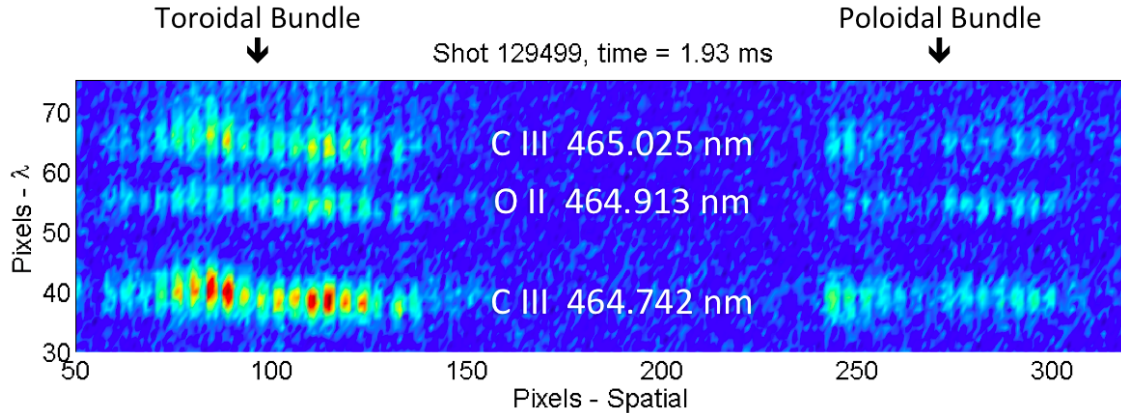 Toroidal Bundle
Poloidal Bundle
Shot 129499, time = 1.93 ms
70
60
50
40
30
Pixels - λ
C III 465.025 nm
O II 464.913 nm
C III 464.742 nm
50
100
150
200
250
300
Pixels - Spatial